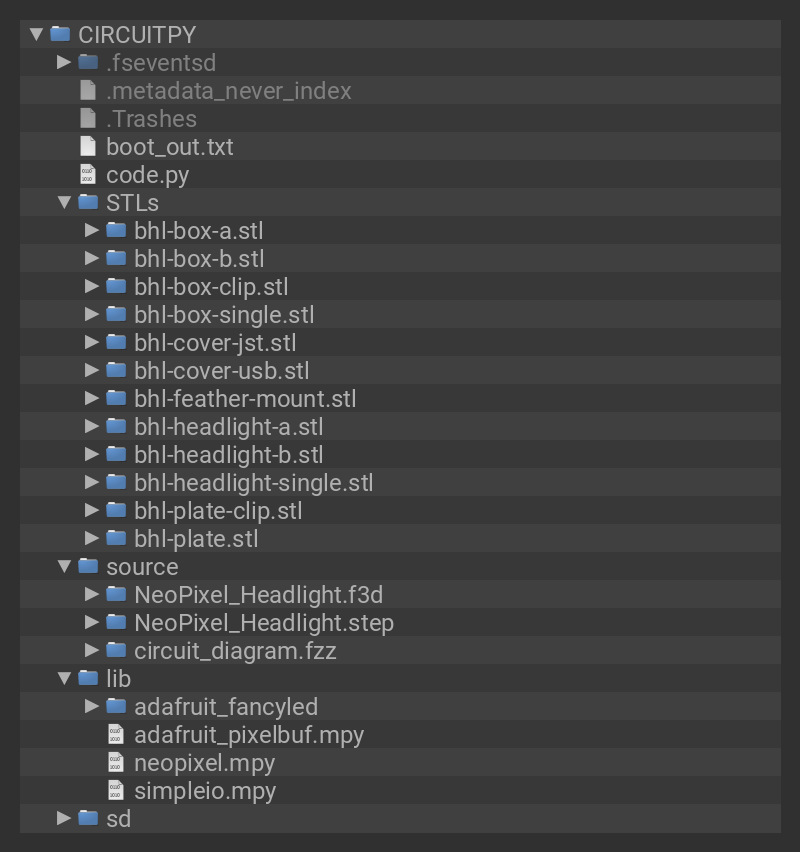 CIRCUITPY
.fseventsd
.metadata_never_index
.Trashes
boot_out.txt
code.py
STLs
bhl-box-a.stl
bhl-box-b.stl
bhl-box-clip.stl
bhl-box-single.stl
bhl-cover-jst.stl
bhl-cover-usb.stl
bhl-feather-mount.stl
bhl-headlight-a.stl
bhl-headlight-b.stl
bhl-headlight-single.stl
bhl-plate-clip.stl
bhl-plate.stl
source
NeoPixel_Headlight.f3d
NeoPixel_Headlight.step
circuit_diagram.fzz
lib
adafruit_fancyled
adafruit_pixelbuf.mpy
neopixel.mpy
simpleio.mpy
sd